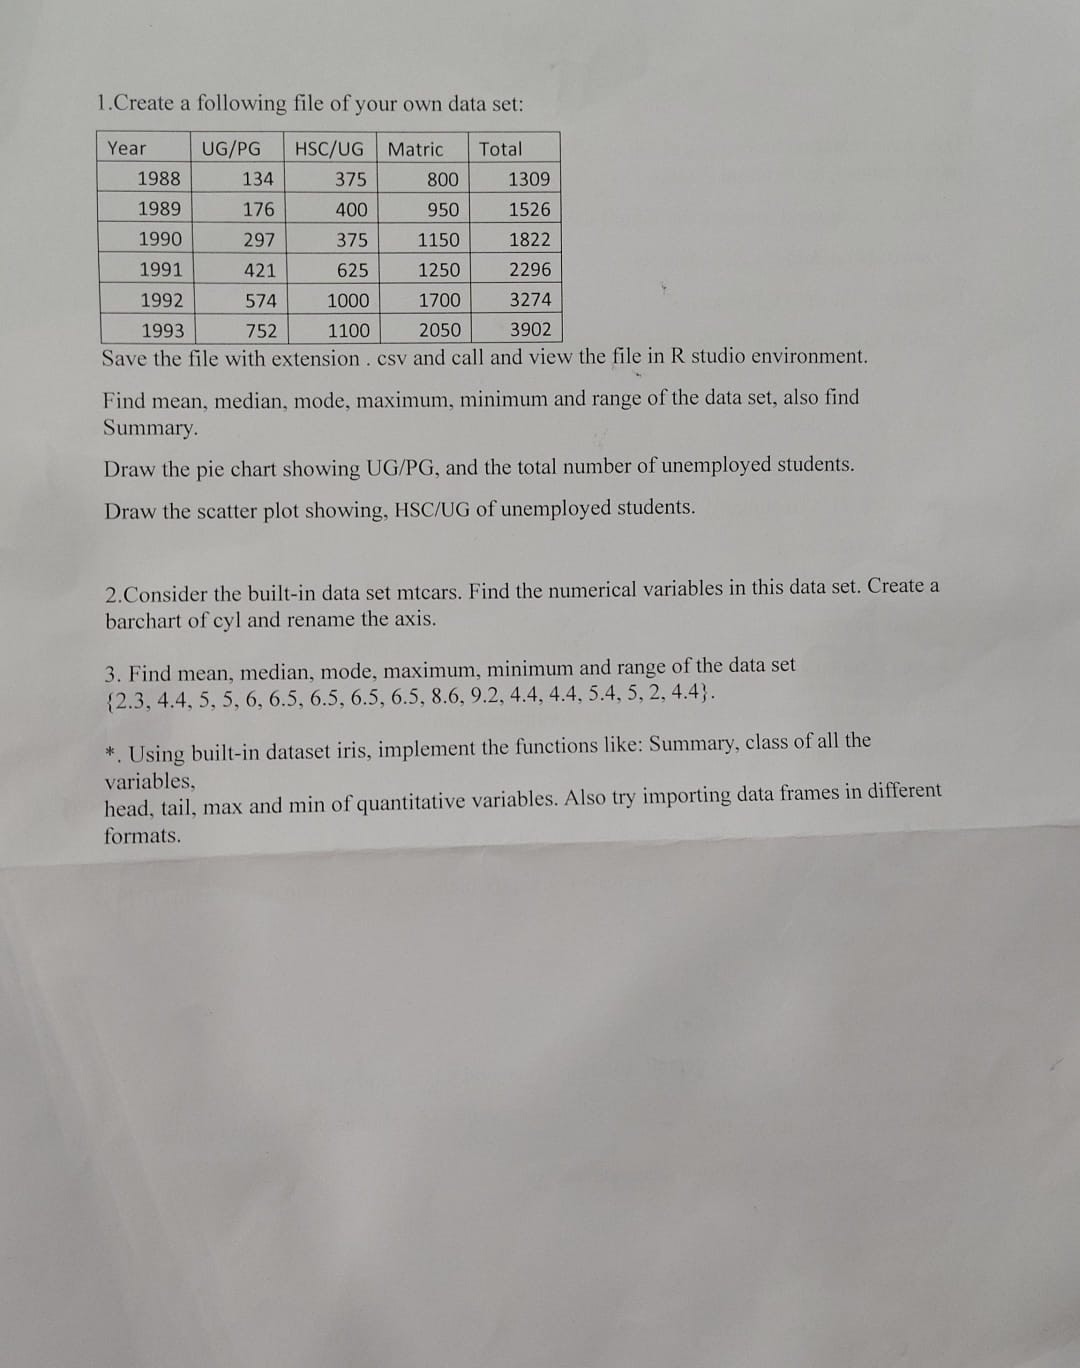 1.Create a following file of your own data set:
Year UG/PG HSC/UG Matric Total
1988 134 375 800 1309
1989 176 400 950 1526
1990 297 375 1150 1822
1991 421 625 1250 2296
1992 574 1000 1700 3274
1993 752 1100 2050 3902
Save the file with extension . csv and call and view the file in R studio environment.
Find mean, median, mode, maximum, minimum and range of the data set, also find
Summary.
Draw the pie chart showing UG/PG, and the total number of unemployed students.
Draw the scatter plot showing, HSC/UG of unemployed students.
2.Consider the built-in data set mtcars. Find the numerical variables in this data set. Create a
barchart of cyl and rename the axis.
3. Find mean, median, mode, maximum, minimum and range of the data set
{2.3, 4.4, 5, 5, 6, 6.5, 6.5, 6.5, 6.5, 8.6, 9.2, 4.4, 4.4, 5.4, 5, 2, 4.4}.
*. Using built-in dataset iris, implement the functions like: Summary, class of all the
variables,
head, tail, max and min of quantitative variables. Also try importing data frames in different
formats.